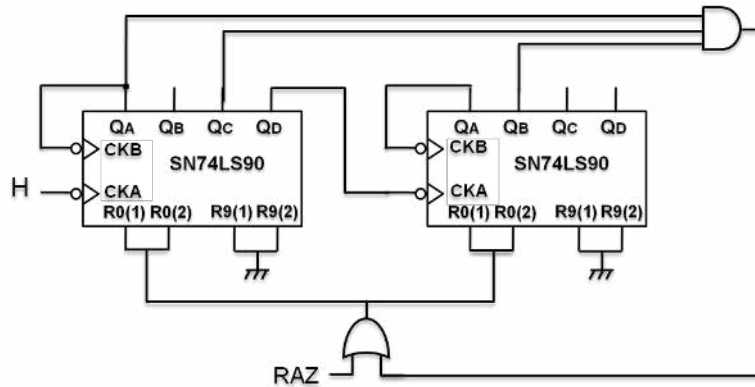 QA QB QC QD
QA QB QC QD
CKB
SN74LS90
CKB
SN74LS90
H
CKA
CKA
R0(1) R0(2) R9(1) R9(2)
R0(1) R0(2) R9(1) R9(2)
RAZ